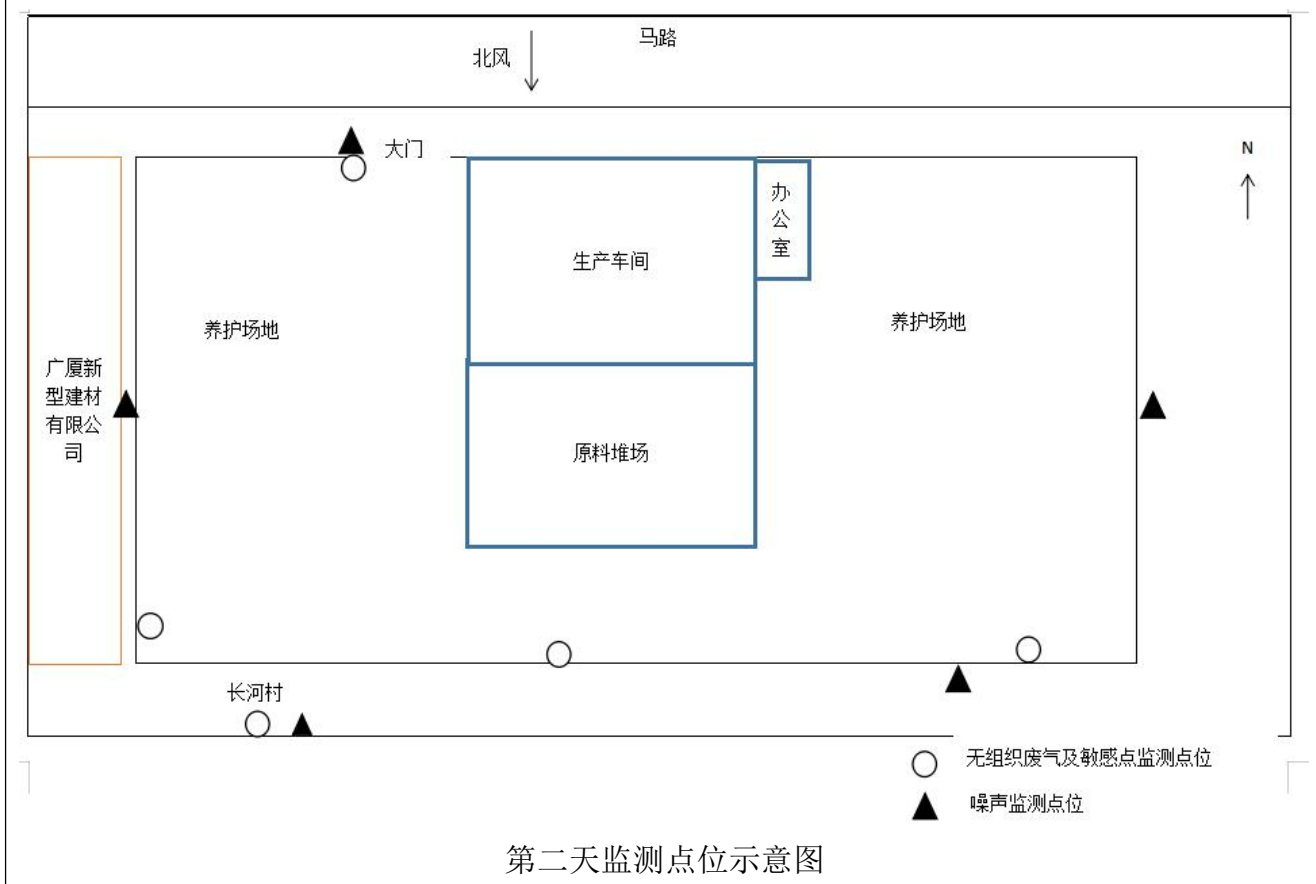 马路
北风
大门
N
办
公
室
生产车间
养护场地
养护场地
广厦新
型建材
有限公
司
原料堆场
长河村
无组织废气及敏感点监测点位
噪声监测点位
第二天监测点位示意图